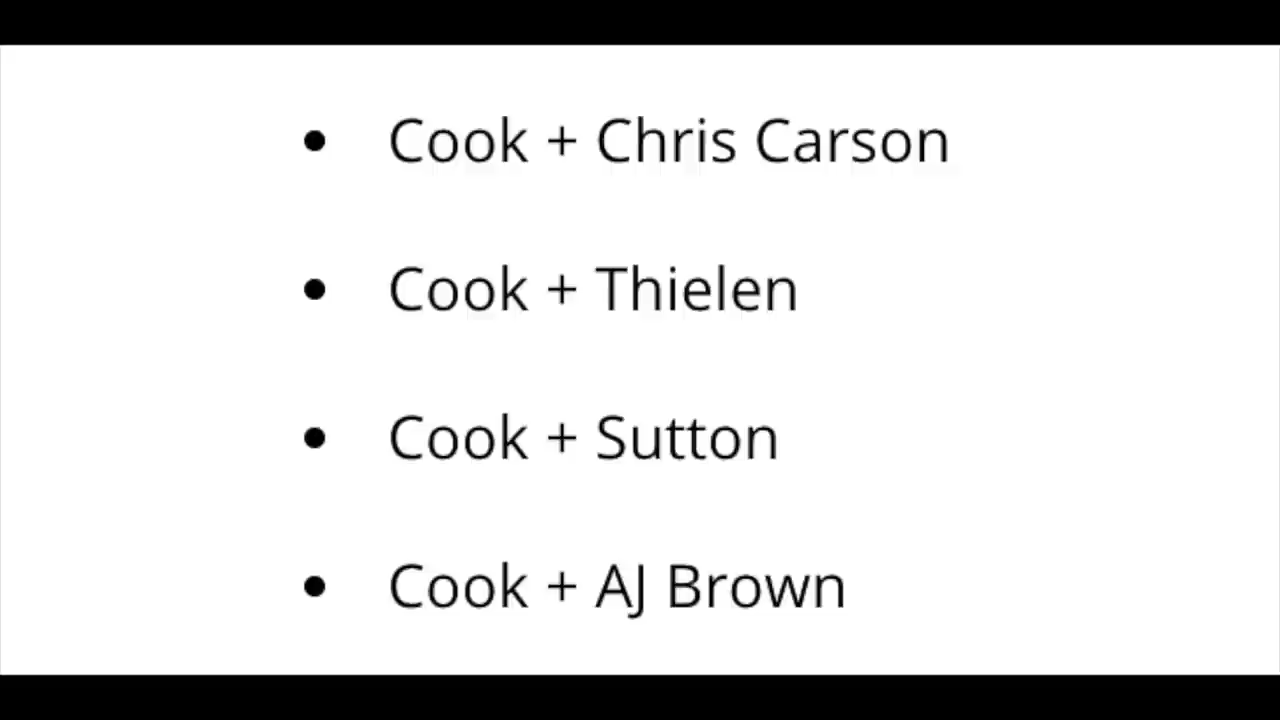 • Cook + Chris Carson
• Cook + Thielen
• Cook + Sutton
• Cook + AJ Brown